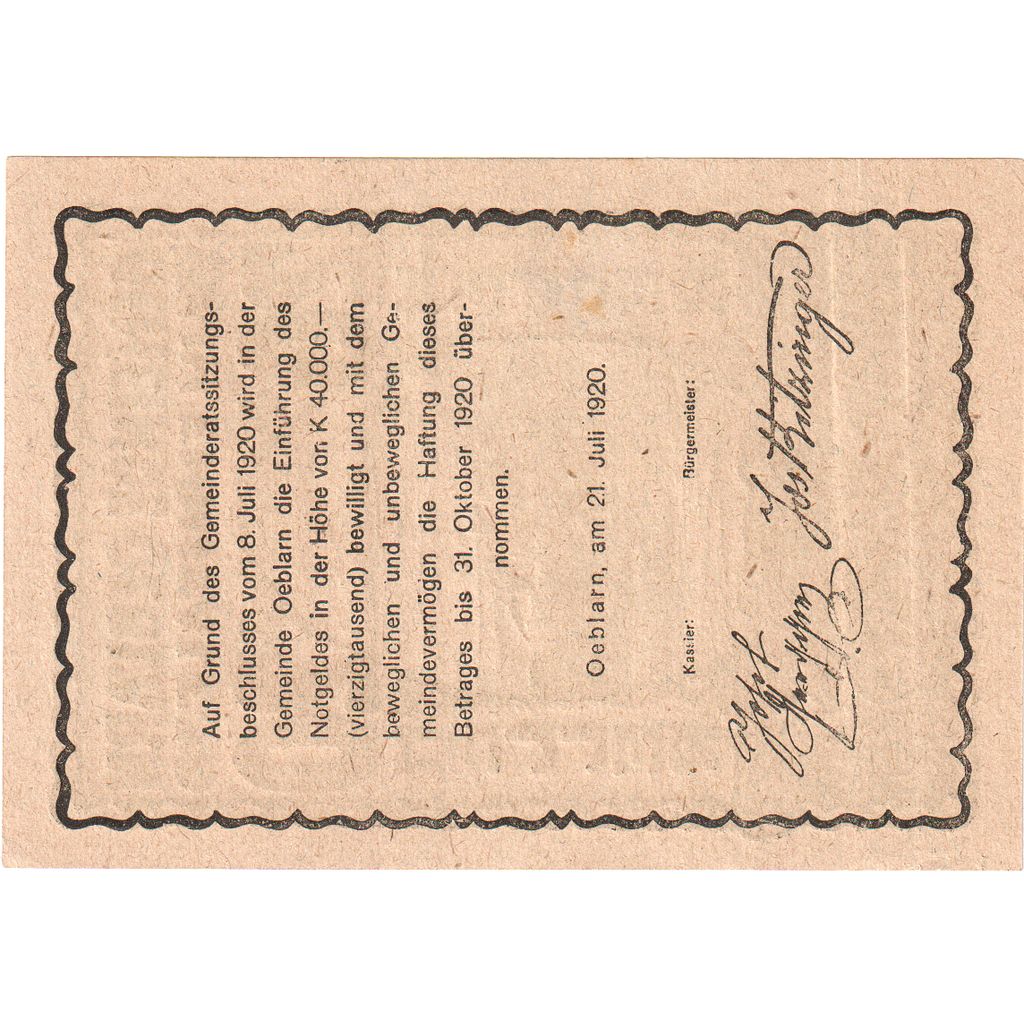 Auf Grund des Gemeinderatssitzungs-
beschlusses vom 8. Juli 1920 wird in der
Gemeinde Oeblarn die Einführung des
Notgeldes in der Höhe von K 40.000.—
(vierzigtausend) bewilligt und mit dem
beweglichen und unbeweglichen Ge-
meindevermögen die Haftung dieses
Betrages bis 31. Oktober 1920 über-
nommen.
Oeblarn, am 21. Juli 1920.
Kassier: Bürgermeister: